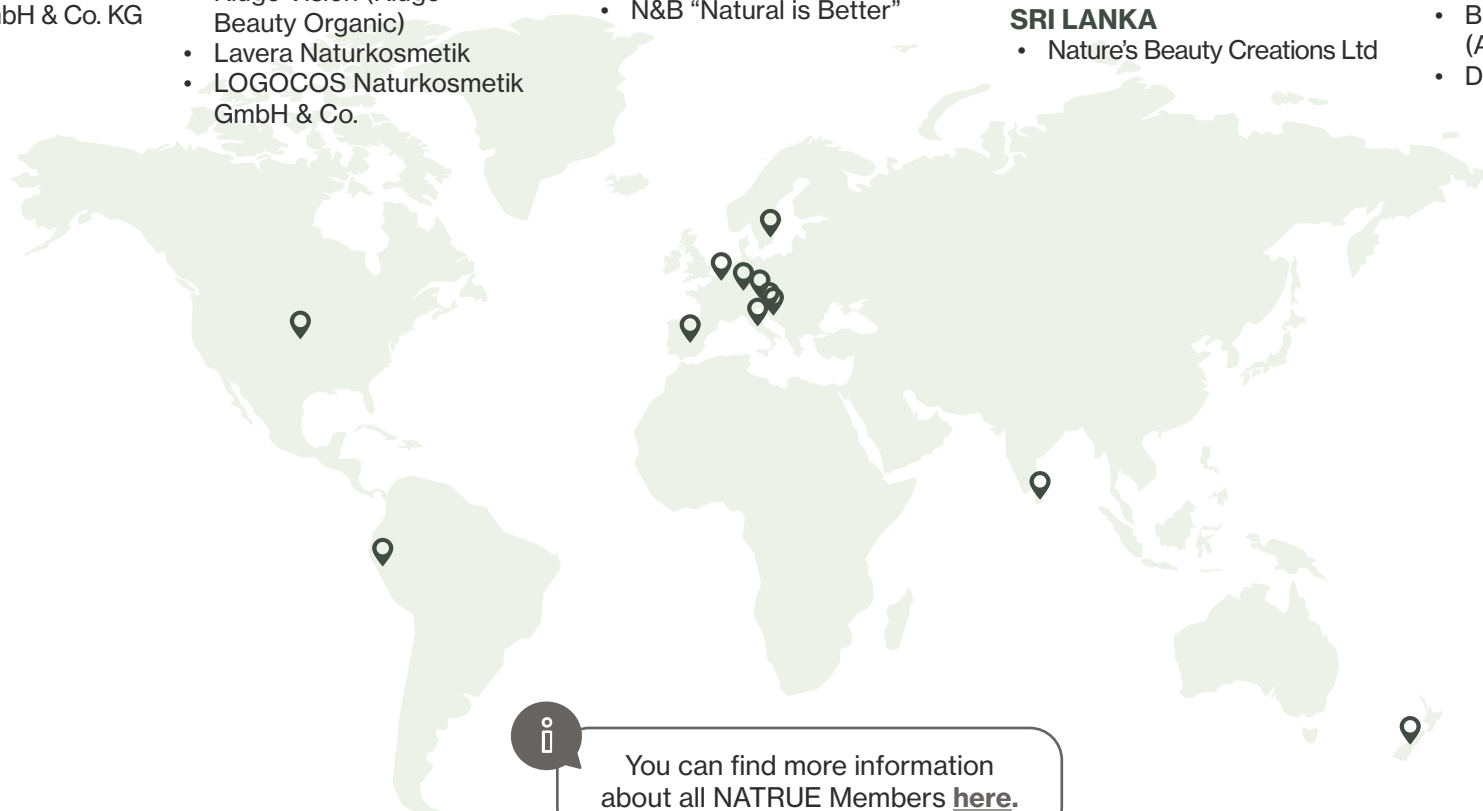 GmbH & Co. KG
Beauty Organic)
• Lavera Naturkosmetik
• LOGOCOS Naturkosmetik
GmbH & Co.
• N&B “Natural is Better”
SRI LANKA
• Nature’s Beauty Creations Ltd
You can find more information
about all NATRUE Members here.